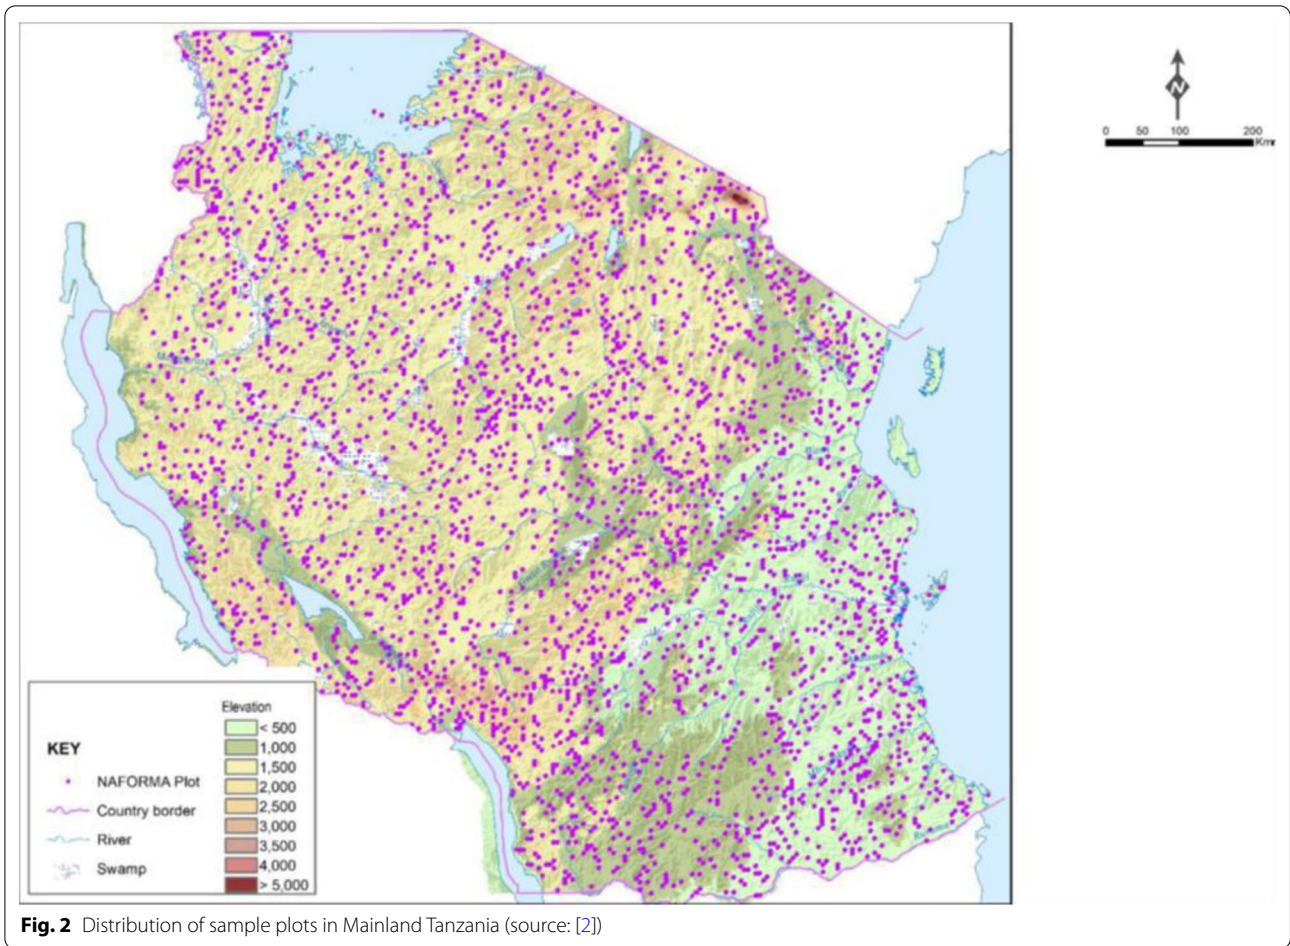 N
0 50 100 200
Km
Elevation
< 500
KEY
1,000
1,500
NAFORMA Plot
2,000
Country border
2,500
3,000
River
3,500
Swamp
4,000
> 5,000
Fig. 2 Distribution of sample plots in Mainland Tanzania (source: [2])